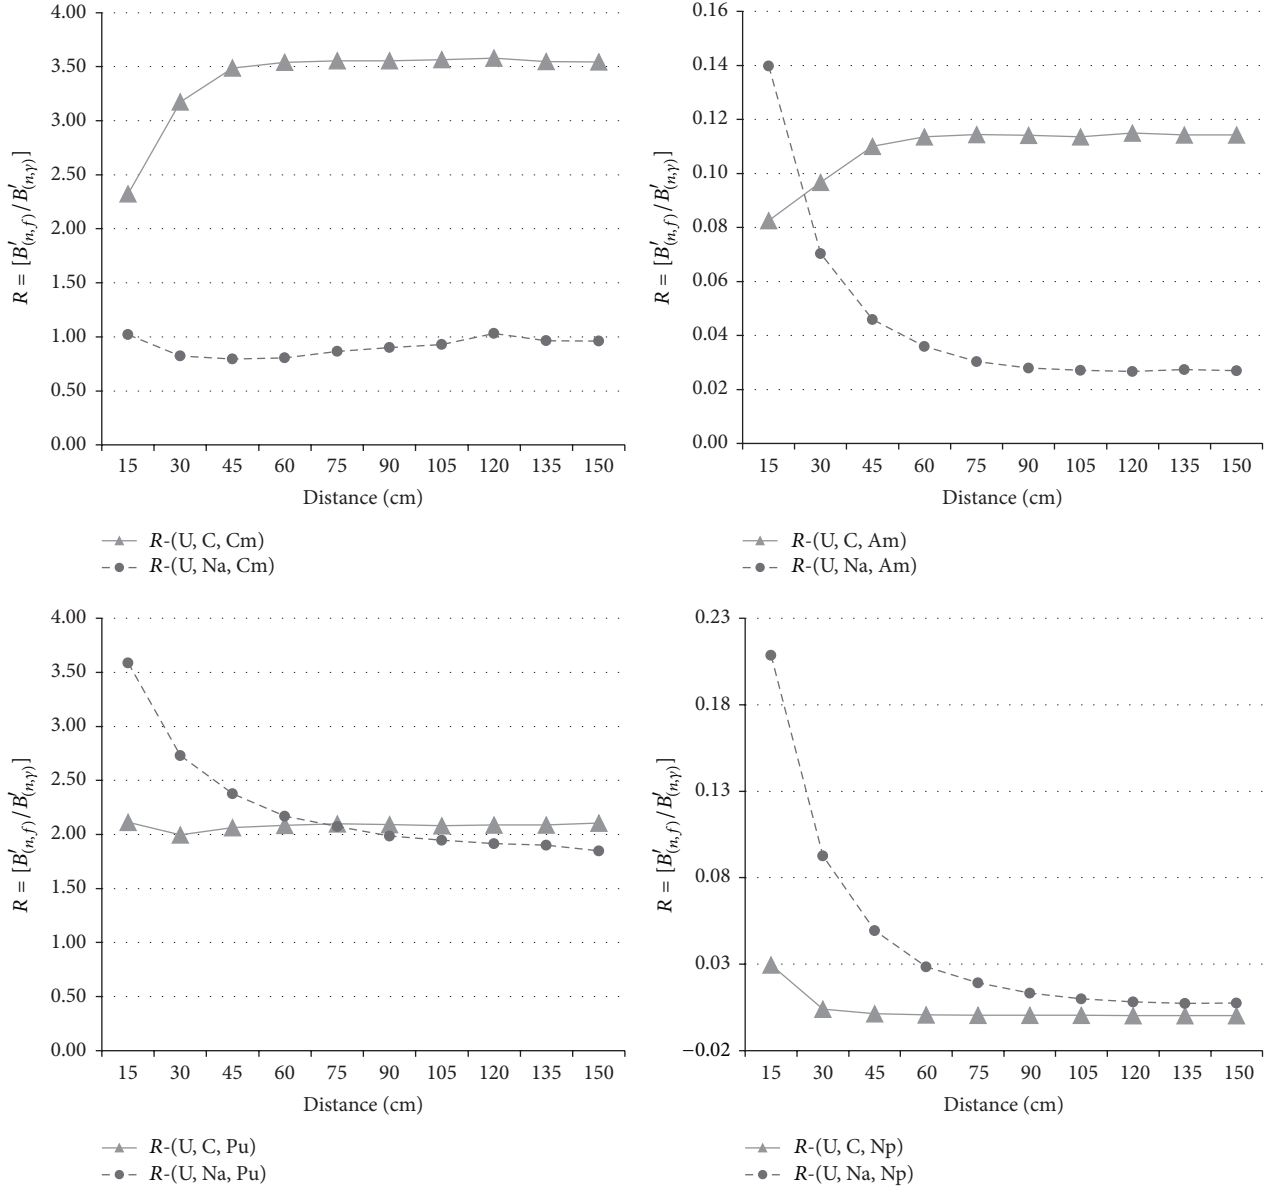 4.00
3.50
3.00
2.50
2.00
1.50
1.00
0.50
0.00
R = [B′(n,f)/B′(n,γ)]
15 30 45 60 75 90 105 120 135 150
Distance (cm)
R-(U, C, Cm)
R-(U, Na, Cm)
0.16
0.14
0.12
0.10
0.08
0.06
0.04
0.02
0.00
R = [B′(n,f)/B′(n,γ)]
15 30 45 60 75 90 105 120 135 150
Distance (cm)
R-(U, C, Am)
R-(U, Na, Am)
4.00
3.50
3.00
2.50
2.00
1.50
1.00
0.50
0.00
R = [B′(n,f)/B′(n,γ)]
15 30 45 60 75 90 105 120 135 150
Distance (cm)
R-(U, C, Pu)
R-(U, Na, Pu)
0.23
0.18
0.13
0.08
0.03
−0.02
R = [B′(n,f)/B′(n,γ)]
15 30 45 60 75 90 105 120 135 150
Distance (cm)
R-(U, C, Np)
R-(U, Na, Np)